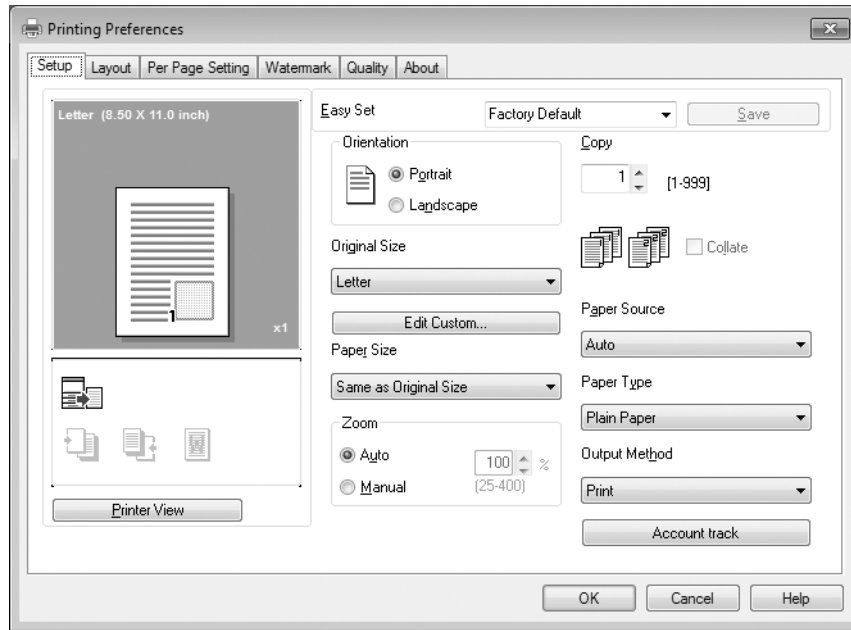 Printing Preferences
Setup Layout Per Page Setting Watermark Quality About
Letter (8.50 X 11.0 inch)
1
x1
Printer View
Easy Set Factory Default Save
Orientation
Portrait
Landscape
Original Size
Letter
Edit Custom...
Paper Size
Same as Original Size
Zoom
Auto
Manual
100 %
(25-400)
Copy
1 [1-999]
Collate
Paper Source
Auto
Paper Type
Plain Paper
Output Method
Print
Account track
OK Cancel Help